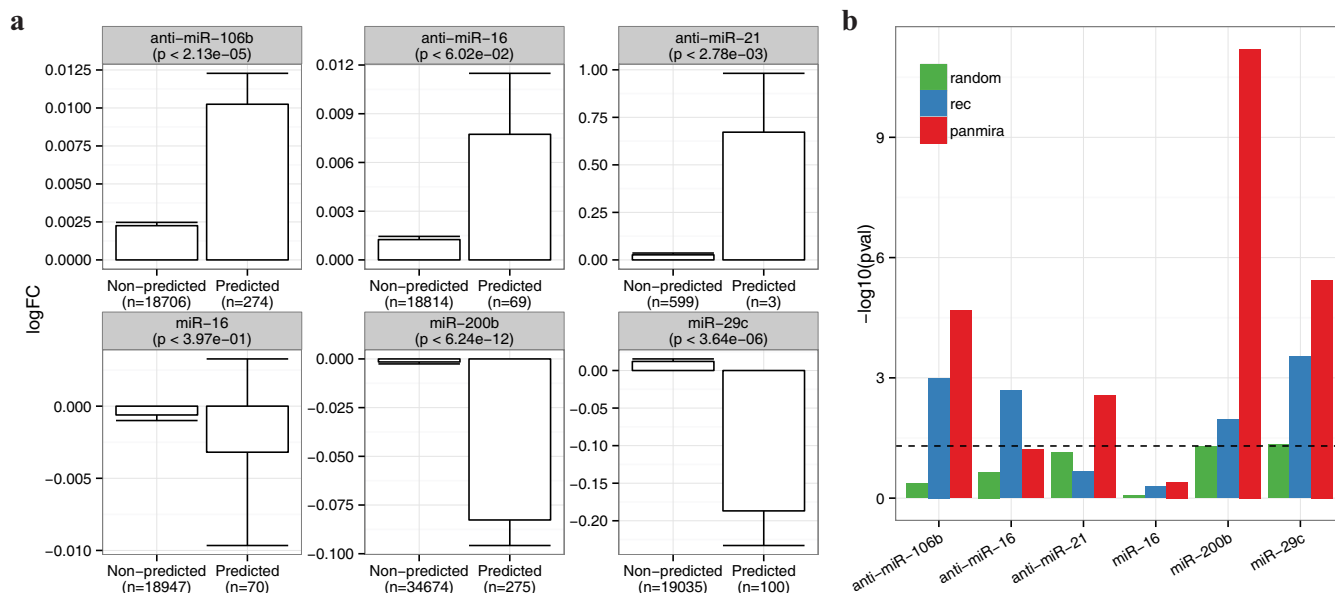 a
logFC
anti−miR−106b
(p < 2.13e−05)
0.0125
0.0100
0.0075
0.0050
0.0025
0.0000
Non−predicted
(n=18706)
Predicted
(n=274)
anti−miR−16
(p < 6.02e−02)
0.012
0.009
0.006
0.003
0.000
Non−predicted
(n=18814)
Predicted
(n=69)
anti−miR−21
(p < 2.78e−03)
1.00
0.75
0.50
0.25
0.00
Non−predicted
(n=599)
Predicted
(n=3)
miR−16
(p < 3.97e−01)
0.000
−0.005
−0.010
Non−predicted
(n=18947)
Predicted
(n=70)
miR−200b
(p < 6.24e−12)
0.000
−0.025
−0.050
−0.075
−0.100
Non−predicted
(n=34674)
Predicted
(n=275)
miR−29c
(p < 3.64e−06)
0.00
−0.05
−0.10
−0.15
−0.20
Non−predicted
(n=19035)
Predicted
(n=100)
b
−log10(pval)
9
6
3
0
random
rec
panmira
anti−miR−106b
anti−miR−16
anti−miR−21
miR−16
miR−200b
miR−29c